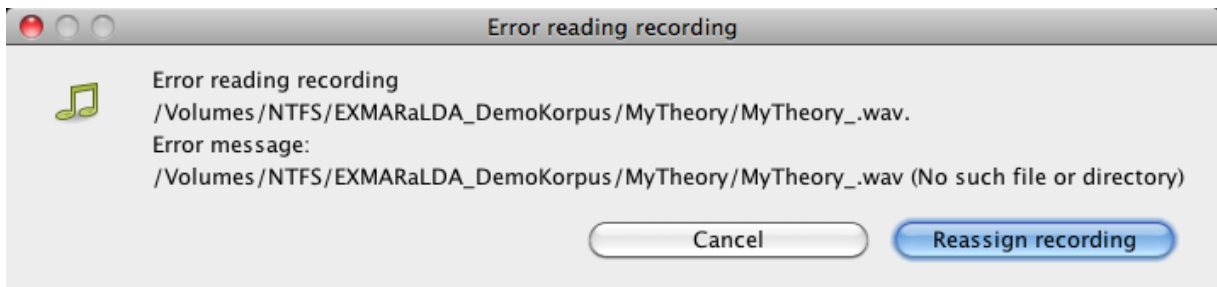 Error reading recording
Error reading recording
/Volumes/NTFS/EXMARaLDA_DemoKorpus/MyTheory/MyTheory_.wav.
Error message:
/Volumes/NTFS/EXMARaLDA_DemoKorpus/MyTheory/MyTheory_.wav (No such file or directory)
Cancel
Reassign recording